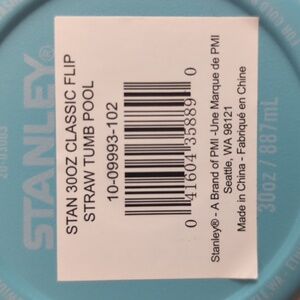 STANLEY
STAN 30OZ CLASSIC FLIP
STRAW TUMB POOL
10-09993-102
0 41604 35889 0
Stanley® - A Brand of PMI -Une Marque de PMI
Seattle, WA 98121
Made in China - Fabriqué en Chine
30oz / 887mL